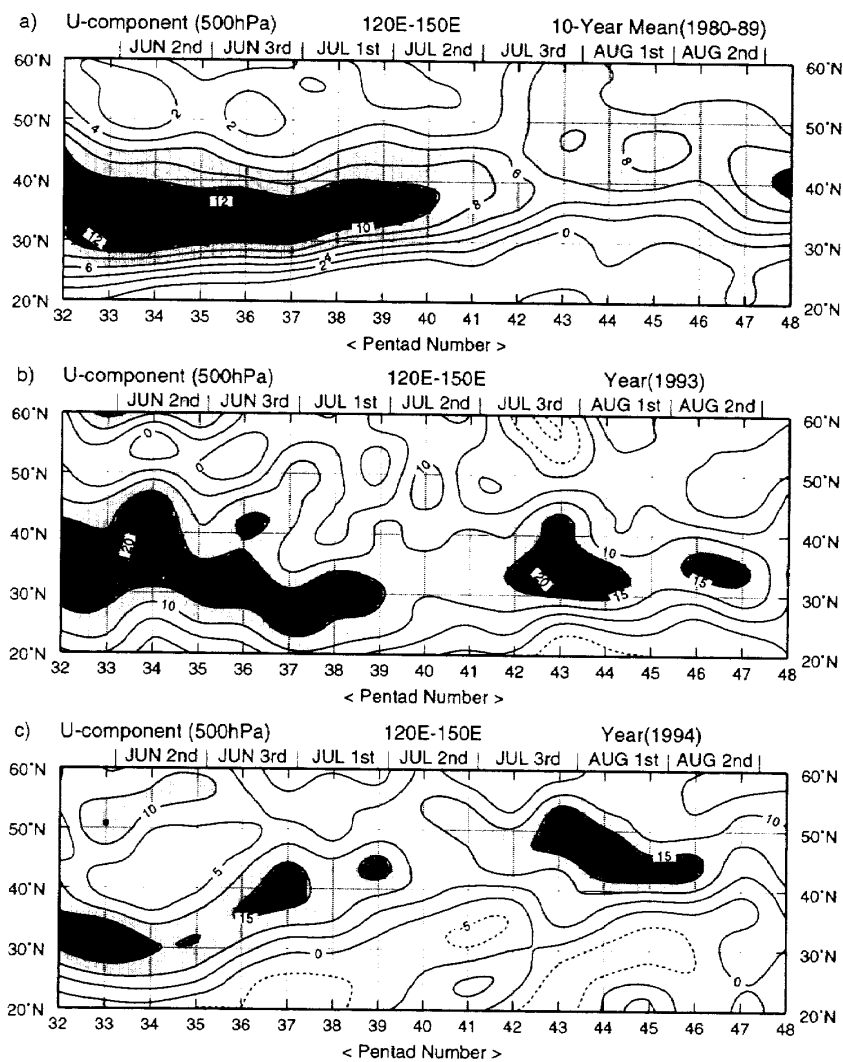 a) U-component (500hPa) 120E-150E 10-Year Mean(1980-89)
JUN 2nd JUN 3rd JUL 1st JUL 2nd JUL 3rd AUG 1st AUG 2nd
60°N 60°N
2 2
4
50°N 50°N
6 8
40°N 12 8 40°N
10
30°N 12 0 30°N
6 2 4
20°N 20°N
32 33 34 35 36 37 38 39 40 41 42 43 44 45 46 47 48
< Pentad Number >
b) U-component (500hPa) 120E-150E Year(1993)
JUN 2nd JUN 3rd JUL 1st JUL 2nd JUL 3rd AUG 1st AUG 2nd
60°N 60°N
0 0 10
50°N 50°N
40°N 40°N
20 10
20 15 15
30°N 30°N
10
20°N 20°N
32 33 34 35 36 37 38 39 40 41 42 43 44 45 46 47 48
< Pentad Number >
c) U-component (500hPa) 120E-150E Year(1994)
JUN 2nd JUN 3rd JUL 1st JUL 2nd JUL 3rd AUG 1st AUG 2nd
60°N 60°N
10 10
50°N 50°N
5 15
40°N 40°N
15
-5
30°N 0 30°N
0
20°N 20°N
32 33 34 35 36 37 38 39 40 41 42 43 44 45 46 47 48
< Pentad Number >